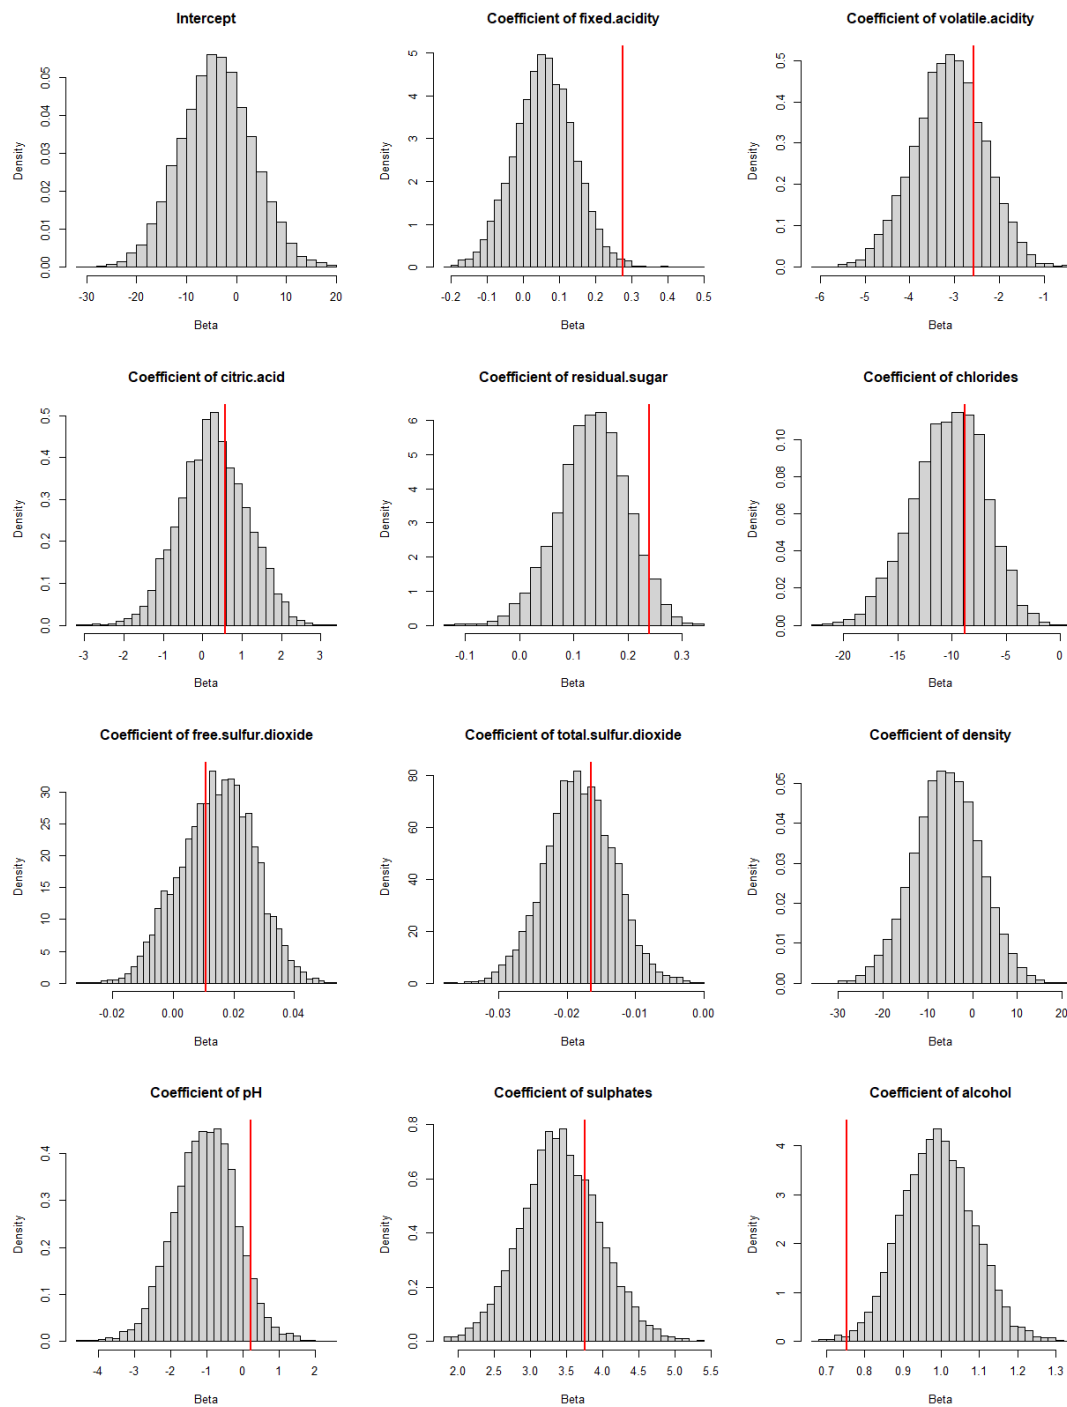 Intercept
Coefficient of fixed.acidity
Coefficient of volatile.acidity
Density
0.00 0.01 0.02 0.03 0.04 0.05
-30 -20 -10 0 10 20
Beta
Density
0 1 2 3 4 5
-0.2 -0.1 0.0 0.1 0.2 0.3 0.4 0.5
Beta
Density
0.0 0.1 0.2 0.3 0.4 0.5
-6 -5 -4 -3 -2 -1
Beta
Coefficient of citric.acid
Coefficient of residual.sugar
Coefficient of chlorides
Density
0.0 0.1 0.2 0.3 0.4 0.5
-3 -2 -1 0 1 2 3
Beta
Density
0 1 2 3 4 5 6
-0.1 0.0 0.1 0.2 0.3
Beta
Density
0.00 0.02 0.04 0.06 0.08 0.10
-20 -15 -10 -5 0
Beta
Coefficient of free.sulfur.dioxide
Coefficient of total.sulfur.dioxide
Coefficient of density
Density
0 5 10 15 20 25 30
-0.02 0.00 0.02 0.04
Beta
Density
0 20 40 60 80
-0.03 -0.02 -0.01 0.00
Beta
Density
0.00 0.01 0.02 0.03 0.04 0.05
-30 -20 -10 0 10 20
Beta
Coefficient of pH
Coefficient of sulphates
Coefficient of alcohol
Density
0.0 0.1 0.2 0.3 0.4
-4 -2 0 2
Beta
Density
0.0 0.2 0.4 0.6 0.8
2.0 2.5 3.0 3.5 4.0 4.5 5.0 5.5
Beta
Density
0 1 2 3 4
0.7 0.8 0.9 1.0 1.1 1.2 1.3
Beta